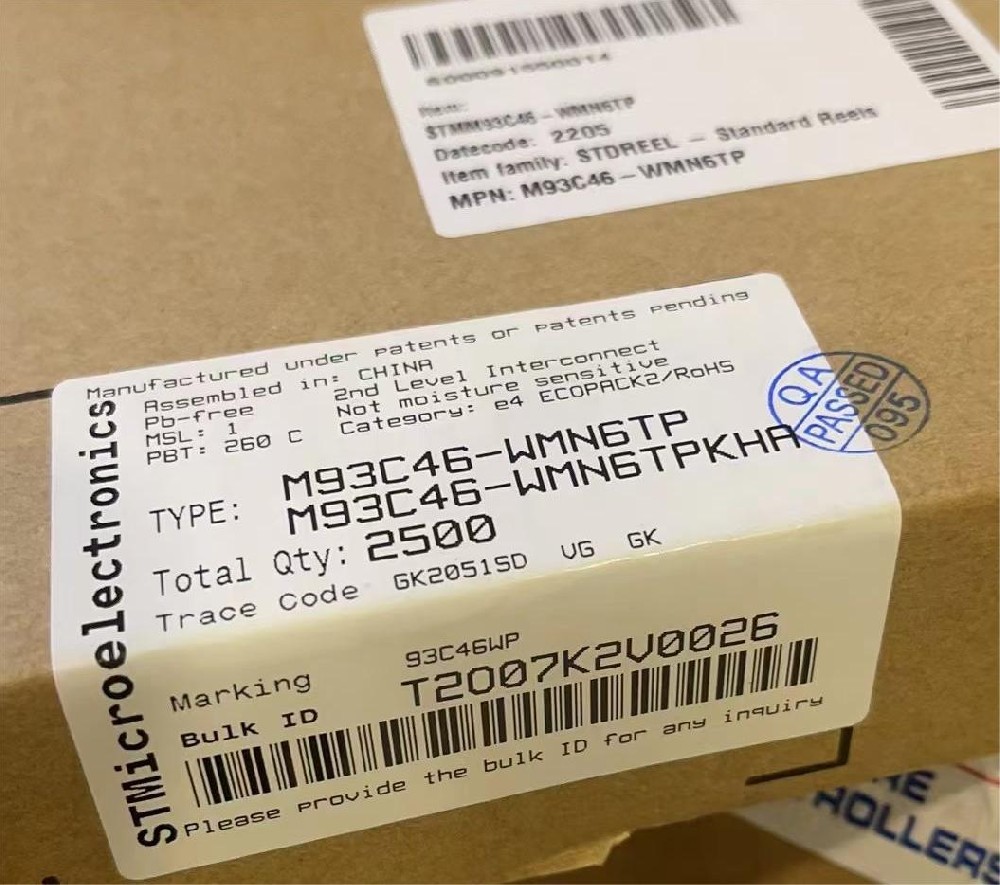 Item:
STMM93C46-WMN6TP
Datecode: 2205
Item family: STDREEL - Standard Reels
MPN: M93C46-WMN6TP
Manufactured under patents or patents pending
Assembled in: CHINA
Pb-free 2nd Level Interconnect
MSL: 1 Not moisture sensitive
PBT: 260 C Category: e4 ECOPACK2/RoHS
TYPE: M93C46-WMN6TP
M93C46-WMN6TPKHA
Total Qty: 2500
Trace Code GK2051SD VG GK
Marking 93C46WP
Bulk ID T2007K2V0026
Please provide the bulk ID for any inquiry
STMicroelectronics
QA
PASSED
095
ROLLERS